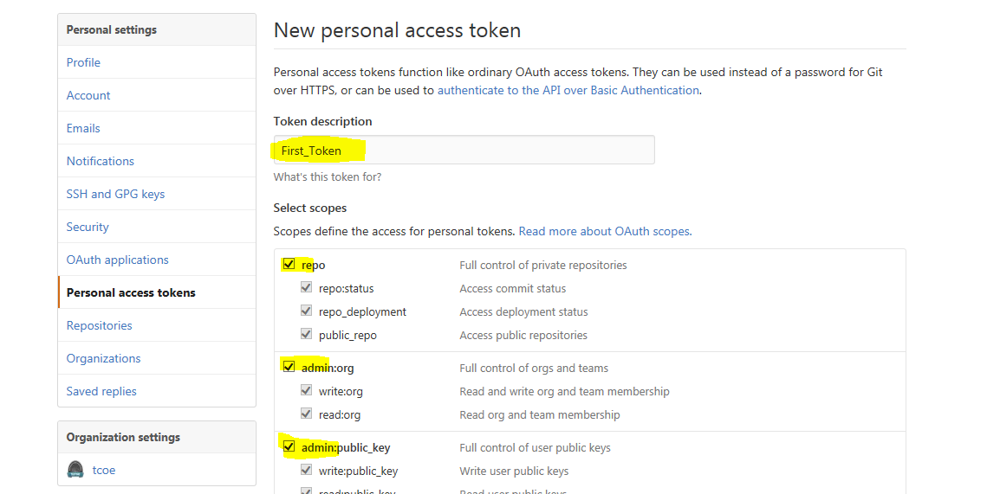 Personal settings
Profile
Account
Emails
Notifications
SSH and GPG keys
Security
OAuth applications
Personal access tokens
Repositories
Organizations
Saved replies
Organization settings
tcoe
New personal access token
Personal access tokens function like ordinary OAuth access tokens. They can be used instead of a password for Git
over HTTPS, or can be used to authenticate to the API over Basic Authentication.
Token description
First_Token
What's this token for?
Select scopes
Scopes define the access for personal tokens. Read more about OAuth scopes.
repo Full control of private repositories
repo:status Access commit status
repo_deployment Access deployment status
public_repo Access public repositories
admin:org Full control of orgs and teams
write:org Read and write org and team membership
read:org Read org and team membership
admin:public_key Full control of user public keys
write:public_key Write user public keys
read:public_key Read user public keys